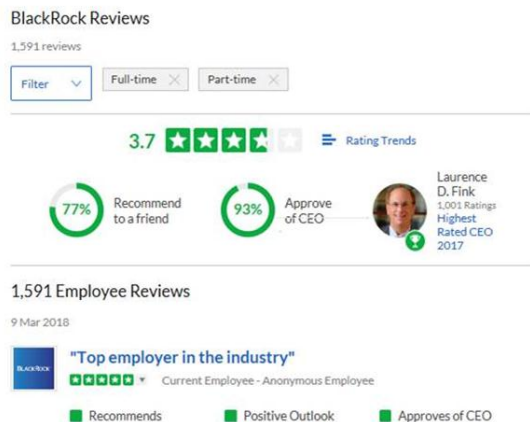 BlackRock Reviews
1,591 reviews
Filter
Full-time
Part-time
3.7
Rating Trends
77%
Recommend
to a friend
93%
Approve
of CEO
Laurence
D. Fink
1,001 Ratings
Highest
Rated CEO
2017
1,591 Employee Reviews
9 Mar 2018
BLACKROCK
"Top employer in the industry"
Current Employee - Anonymous Employee
Recommends
Positive Outlook
Approves of CEO